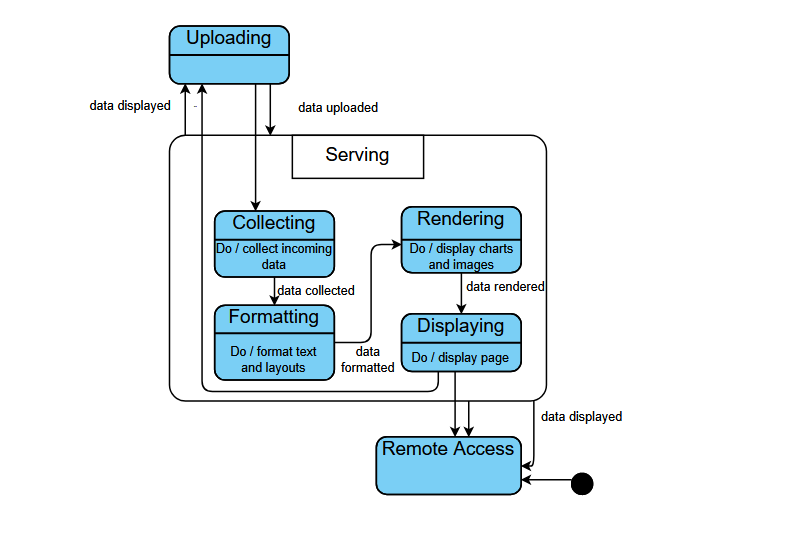 Uploading
data displayed
-
data uploaded
Serving
Collecting
Do / collect incoming
data
Rendering
Do / display charts
and images
data collected
data rendered
Formatting
Do / format text
and layouts
data
formatted
Displaying
Do / display page
data displayed
Remote Access